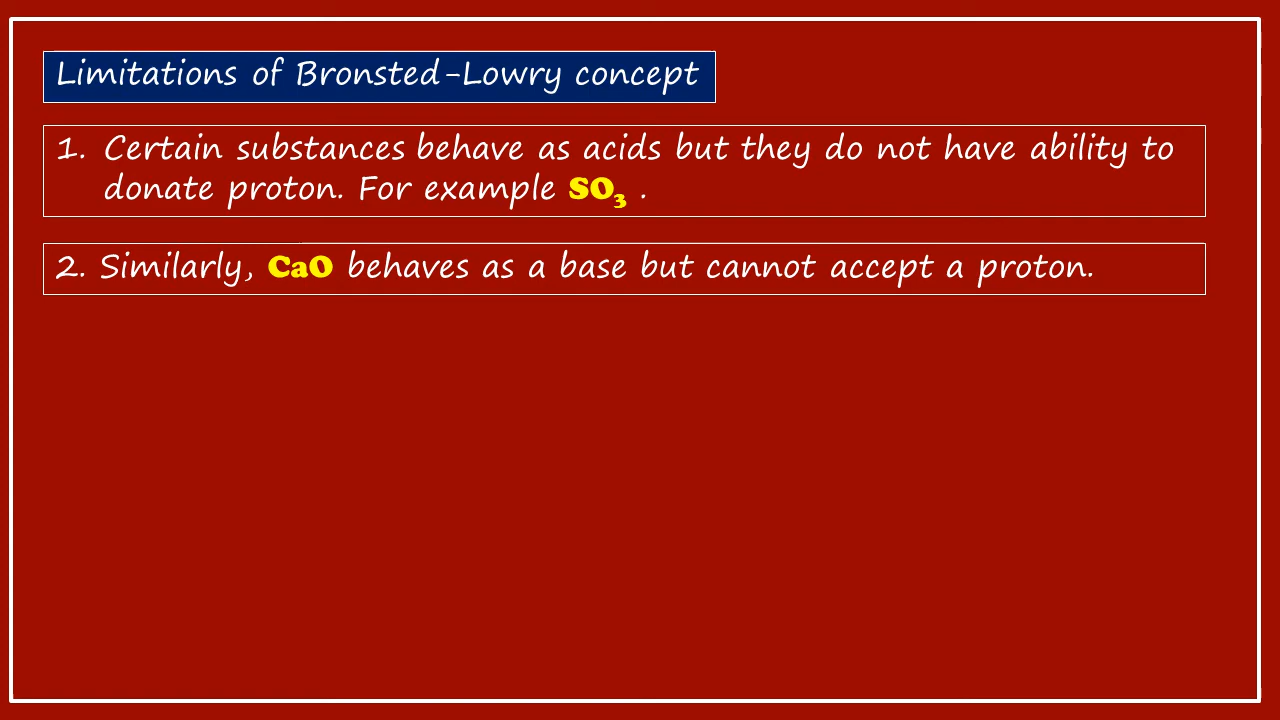 Limitations of Bronsted-Lowry concept
1. Certain substances behave as acids but they do not have ability to
donate proton. For example SO₃ .
2. Similarly, CaO behaves as a base but cannot accept a proton.